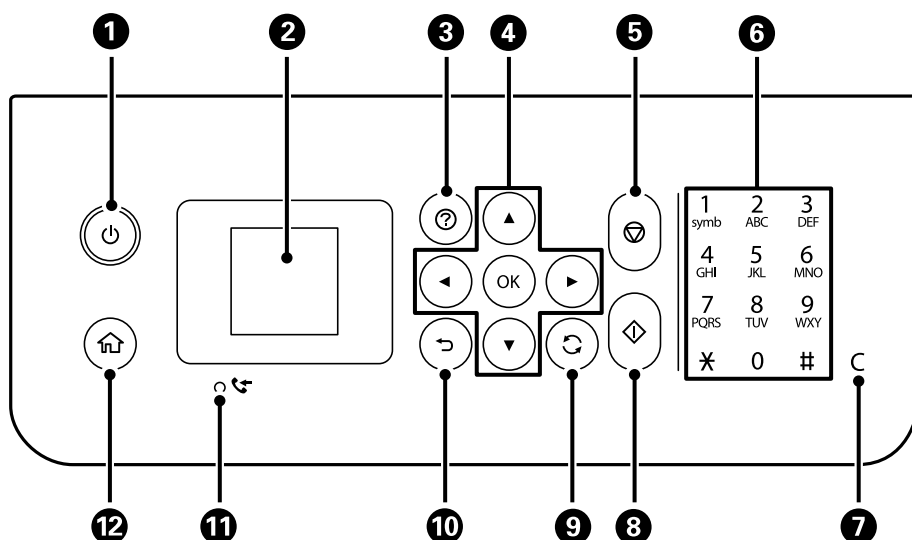 1 2 3 4 5 6
1 2 3
symb ABC DEF
4 5 6
GHI JKL MNO
OK
7 8 9
PQRS TUV WXY
* 0 # C
12 11 10 9 8 7